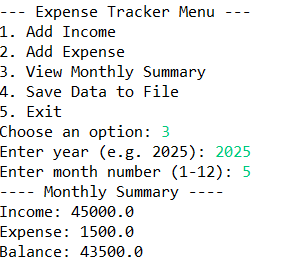 --- Expense Tracker Menu ---
1. Add Income
2. Add Expense
3. View Monthly Summary
4. Save Data to File
5. Exit
Choose an option: 3
Enter year (e.g. 2025): 2025
Enter month number (1-12): 5
---- Monthly Summary ----
Income: 45000.0
Expense: 1500.0
Balance: 43500.0